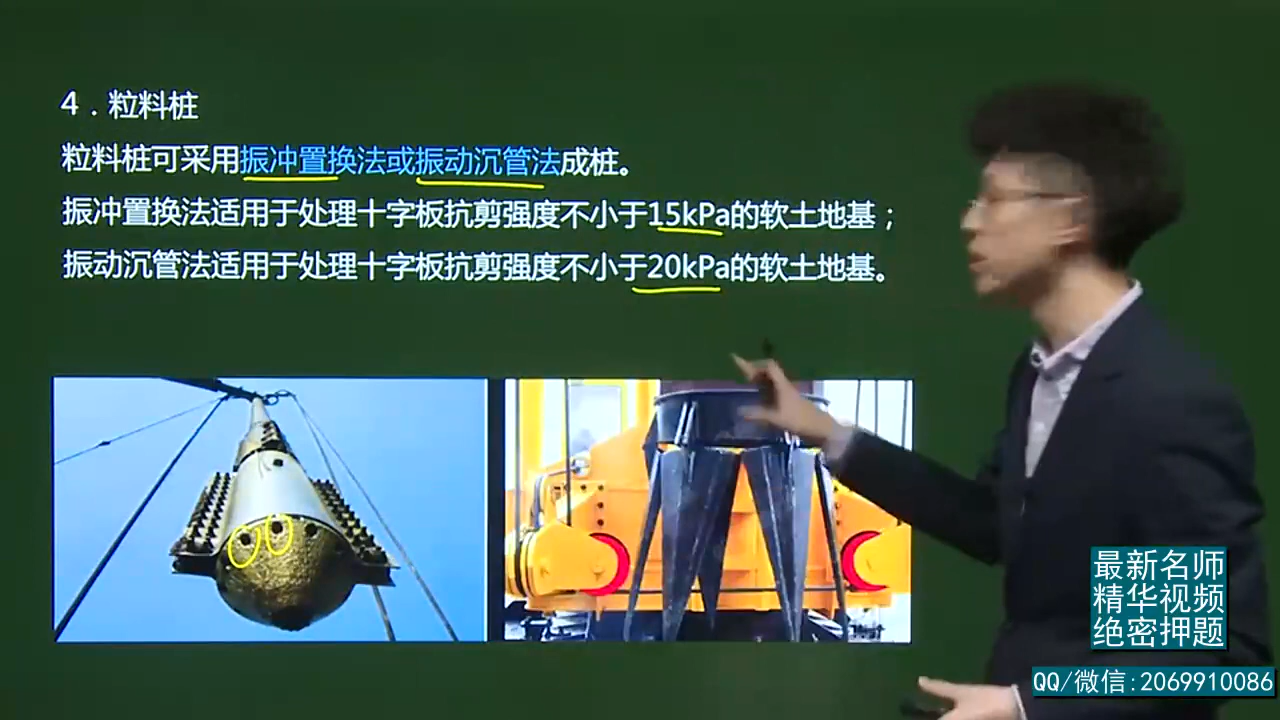 4．粒料桩
粒料桩可采用振冲置换法或振动沉管法成桩。
振冲置换法适用于处理十字板抗剪强度不小于15kPa的软土地基；
振动沉管法适用于处理十字板抗剪强度不小于20kPa的软土地基。
最新名师
精华视频
绝密押题
QQ/微信:2069910086